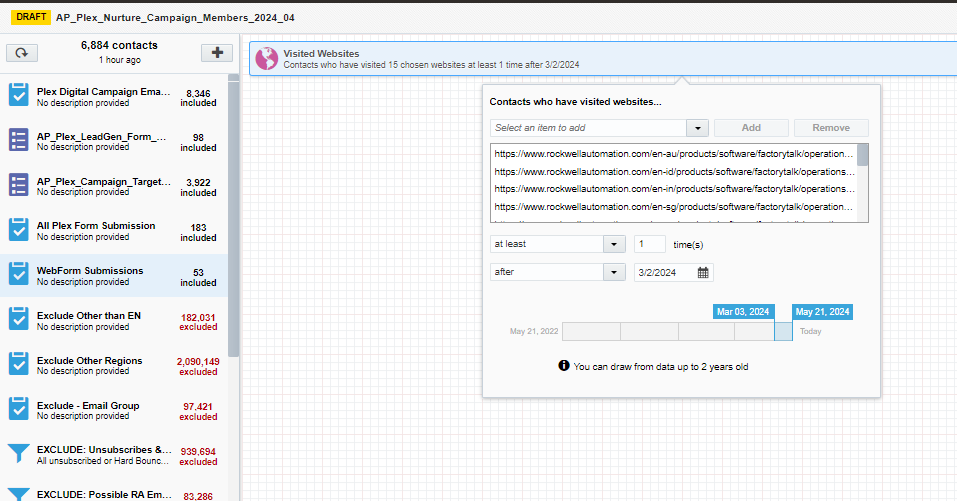 DRAFT AP_Plex_Nurture_Campaign_Members_2024_04
6,884 contacts
1 hour ago
Plex Digital Campaign Ema... 8,346
No description provided included
AP_Plex_LeadGen_Form_... 98
No description provided included
AP_Plex_Campaign_Target... 3,922
No description provided included
All Plex Form Submission 183
No description provided included
WebForm Submissions 53
No description provided included
Exclude Other than EN 182,031
No description provided excluded
Exclude Other Regions 2,090,149
No description provided excluded
Exclude - Email Group 97,421
No description provided excluded
EXCLUDE: Unsubscribes &... 939,694
All unsubscribed or Hard Bounc... excluded
EXCLUDE: Possible RA Em... 83,286
Visited Websites
Contacts who have visited 15 chosen websites at least 1 time after 3/2/2024
Contacts who have visited websites...
Select an item to add Add Remove
https://www.rockwellautomation.com/en-au/products/software/factorytalk/operation...
https://www.rockwellautomation.com/en-id/products/software/factorytalk/operations...
https://www.rockwellautomation.com/en-in/products/software/factorytalk/operations...
https://www.rockwellautomation.com/en-sg/products/software/factorytalk/operation...
at least 1 time(s)
after 3/2/2024
Mar 03, 2024 May 21, 2024
May 21, 2022 Today
You can draw from data up to 2 years old